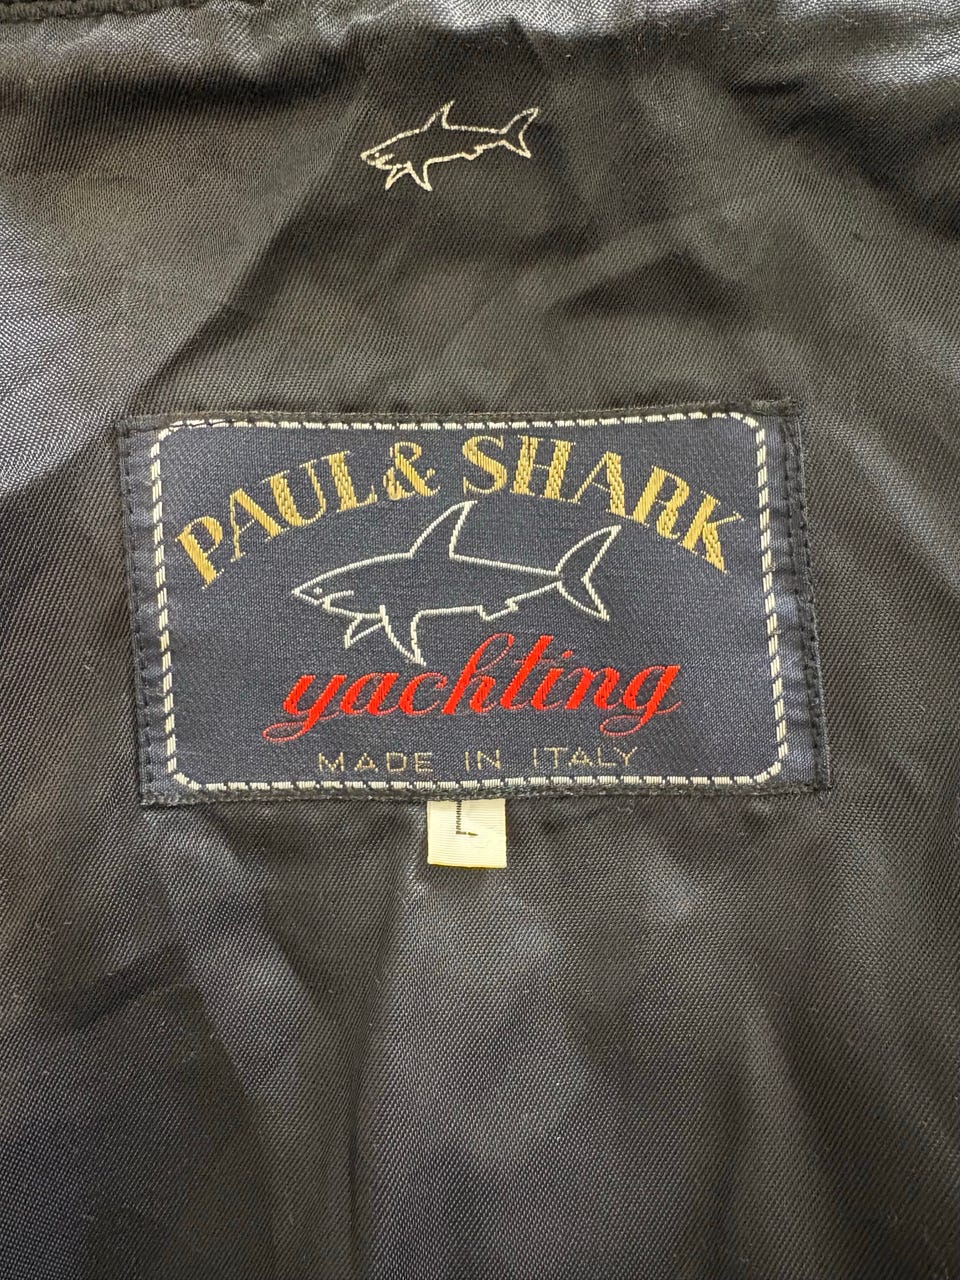 PAUL & SHARK
yachting
MADE IN ITALY